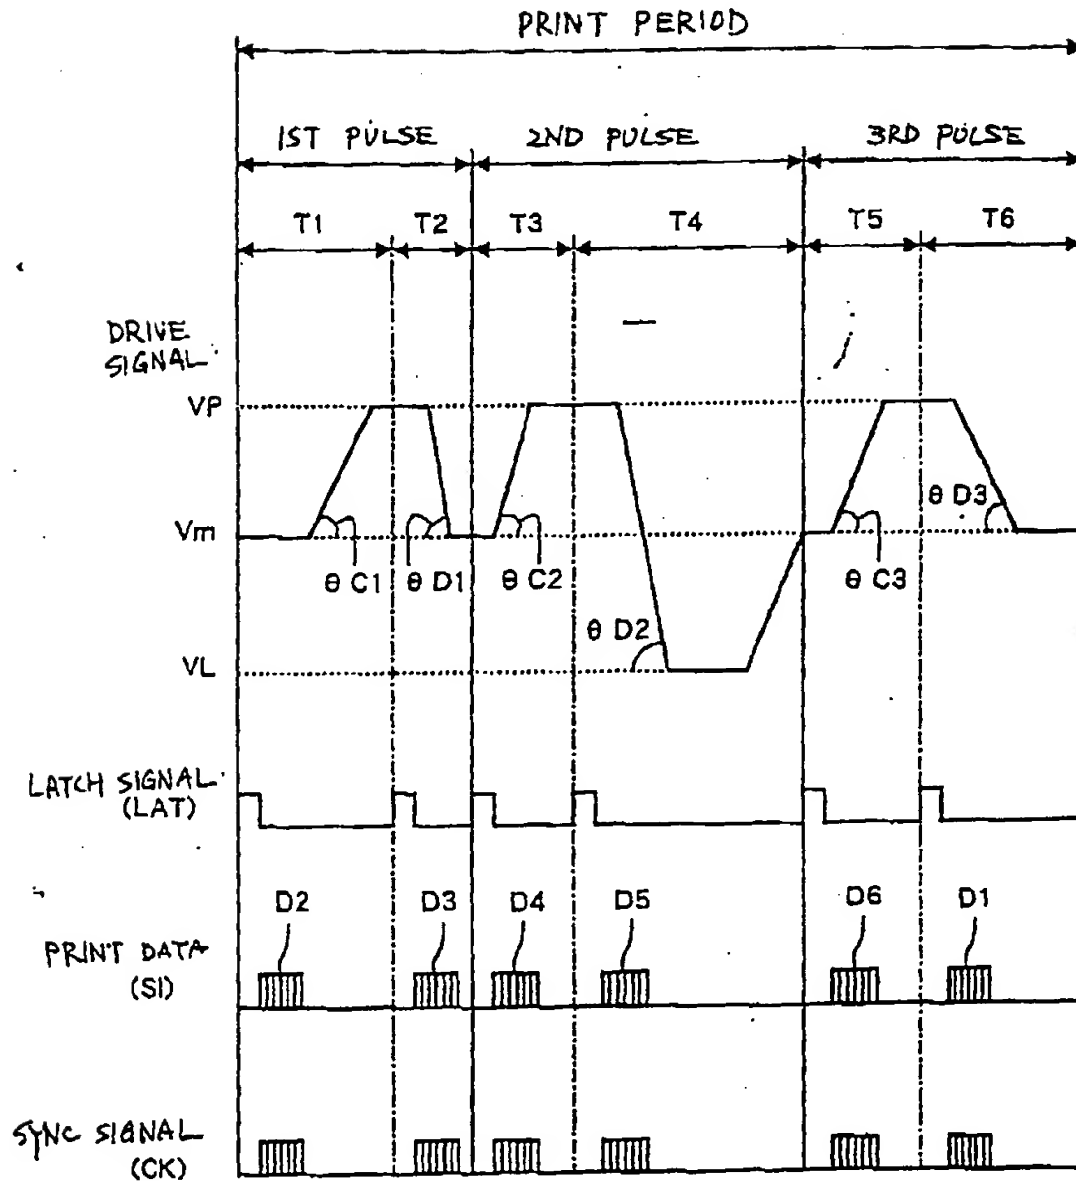 PRINT PERIOD
1ST PULSE 2ND PULSE 3RD PULSE
T1 T2 T3 T4 T5 T6
DRIVE
SIGNAL
VP
Vm
θ C1 θ D1 θ C2 θ D2 θ C3 θ D3
VL
LATCH SIGNAL
(LAT)
D2 D3 D4 D5 D6 D1
PRINT DATA
(SI)
SYNC SIGNAL
(CK)